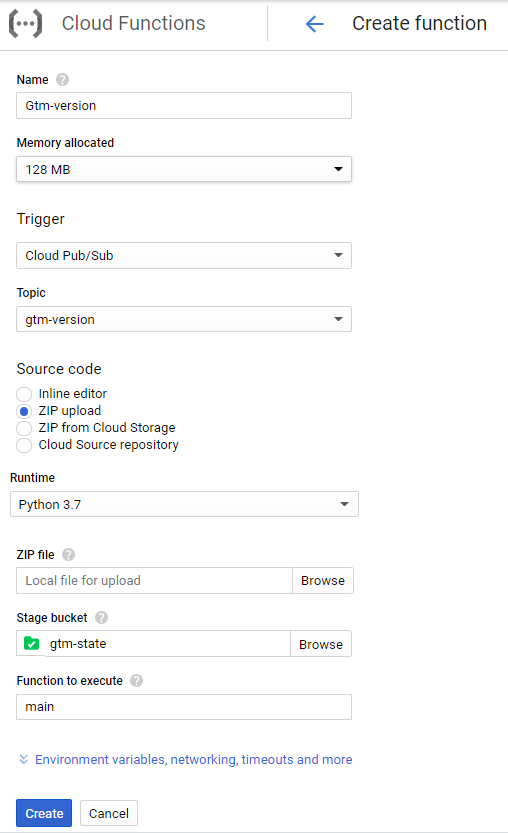 Cloud Functions
Create function
Name
Gtm-version
Memory allocated
128 MB
Trigger
Cloud Pub/Sub
Topic
gtm-version
Source code
Inline editor
ZIP upload
ZIP from Cloud Storage
Cloud Source repository
Runtime
Python 3.7
ZIP file
Local file for upload Browse
Stage bucket
gtm-state Browse
Function to execute
main
Environment variables, networking, timeouts and more
Create Cancel